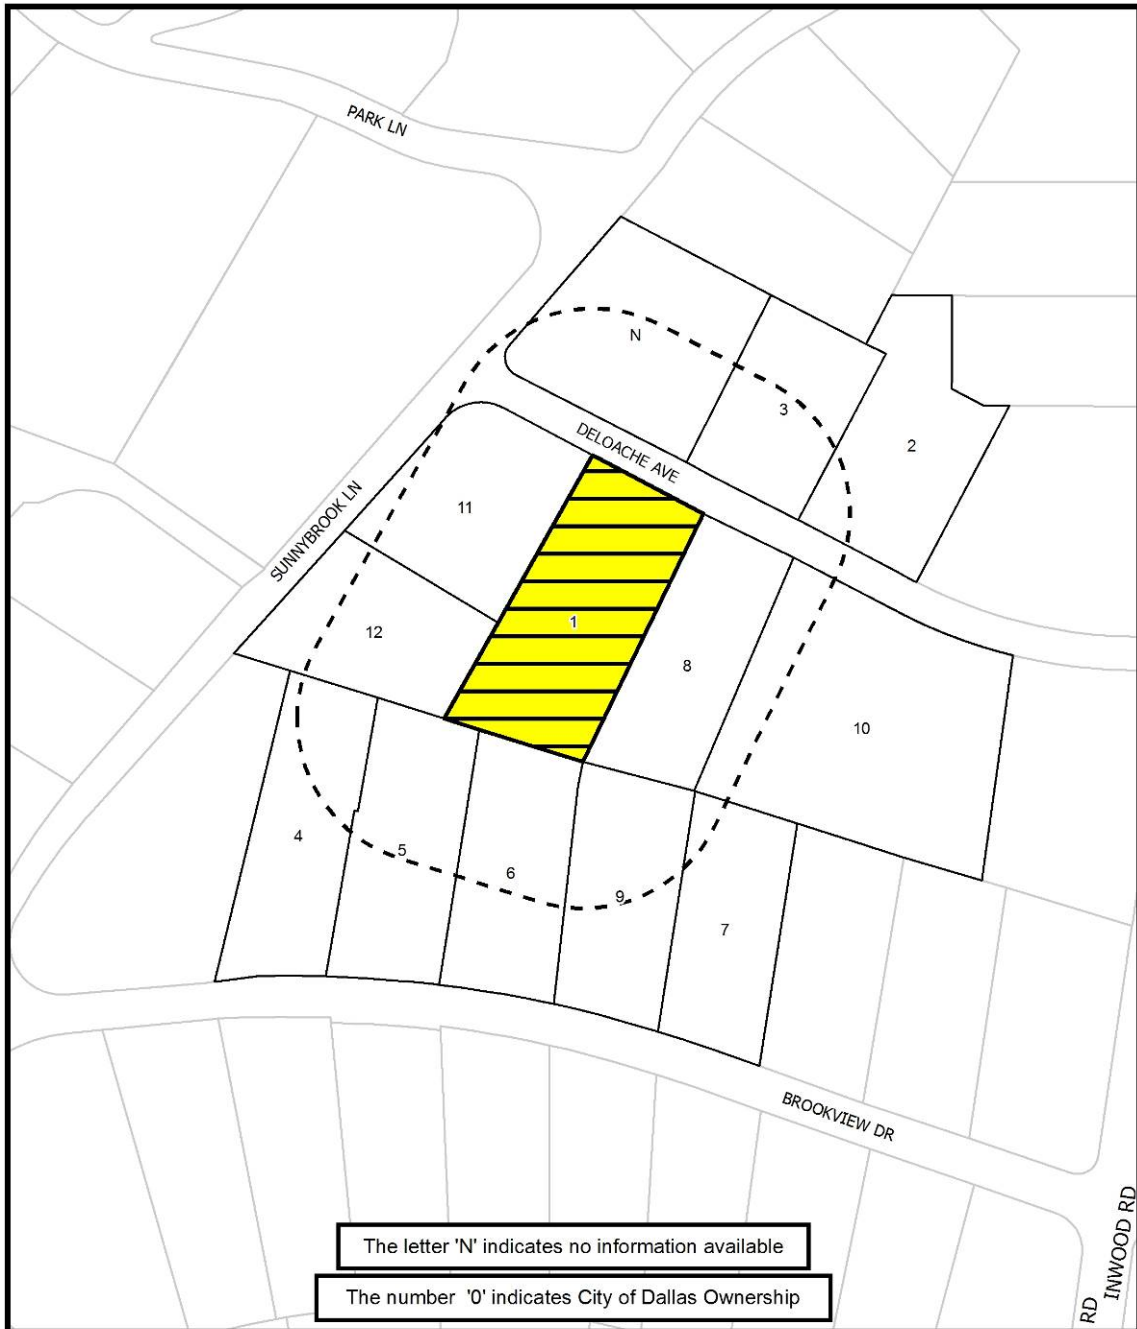 PARK LN
N
3
DELOACHE AVE
2
11
SUNNYBROOK LN
1
12
8
10
4
5
6
9
7
BROOKVIEW DR
INWOOD RD
RD
The letter 'N' indicates no information available
The number '0' indicates City of Dallas Ownership